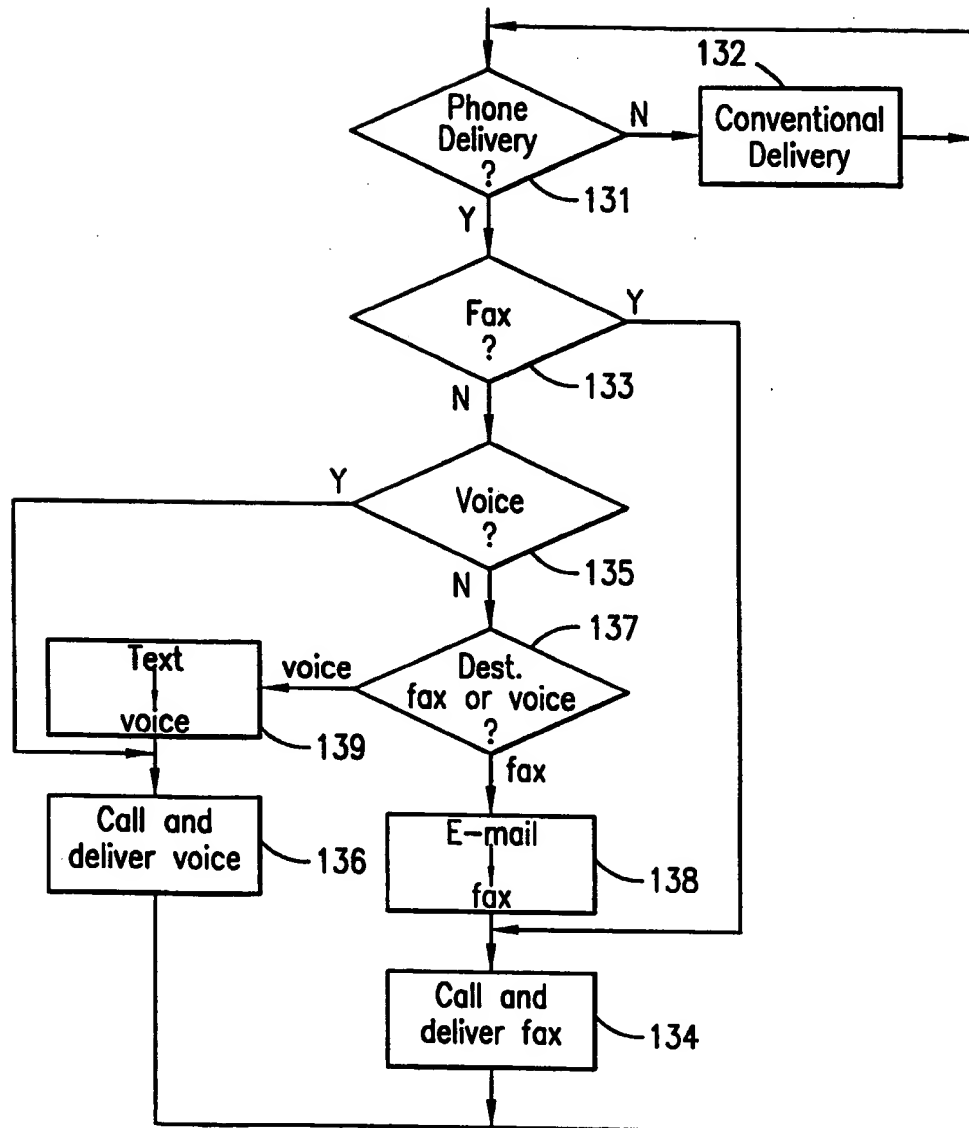 132
Phone
Delivery
?
N
Conventional
Delivery
131
Y
Fax
?
Y
133
N
Y
Voice
?
135
N
137
Text
voice
139
voice
Dest.
fax or voice
?
fax
Call and
deliver voice
136
E-mail
fax
138
Call and
deliver fax
134